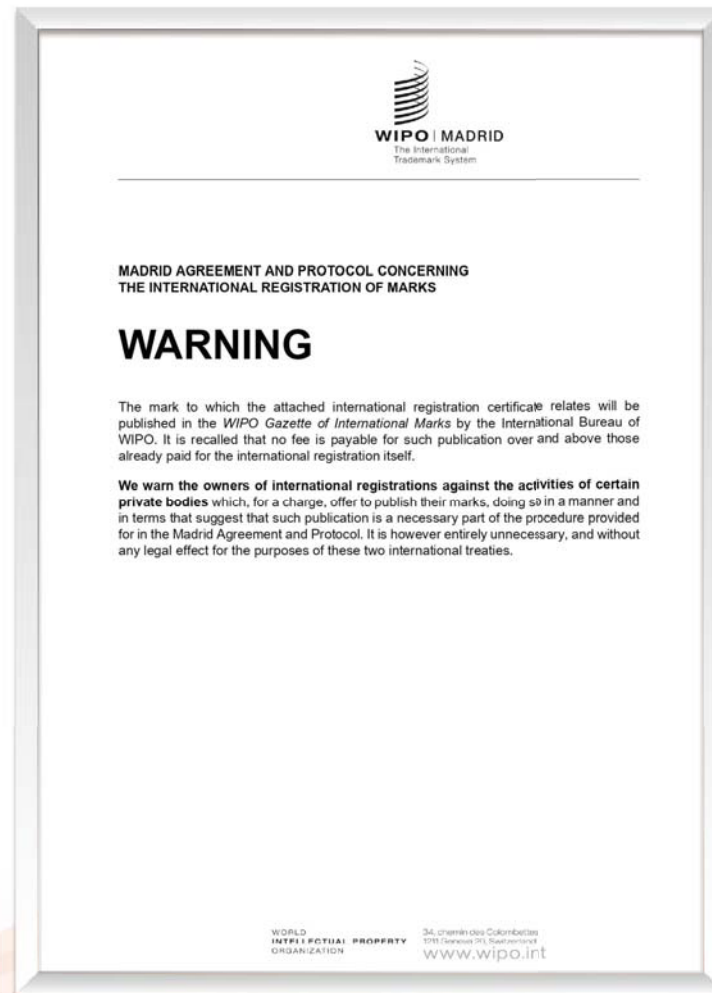 WIPO | MADRID
The International
Trademark System
MADRID AGREEMENT AND PROTOCOL CONCERNING
THE INTERNATIONAL REGISTRATION OF MARKS
WARNING
The mark to which the attached international registration certificate relates will be
published in the WIPO Gazette of International Marks by the International Bureau of
WIPO. It is recalled that no fee is payable for such publication over and above those
already paid for the international registration itself.
We warn the owners of international registrations against the activities of certain
private bodies which, for a charge, offer to publish their marks, doing so in a manner and
in terms that suggest that such publication is a necessary part of the procedure provided
for in the Madrid Agreement and Protocol. It is however entirely unnecessary, and without
any legal effect for the purposes of these two international treaties.
WORLD
INTELLECTUAL PROPERTY
ORGANIZATION
34, chemin des Colombettes
1211 Geneva 20, Switzerland
www.wipo.int